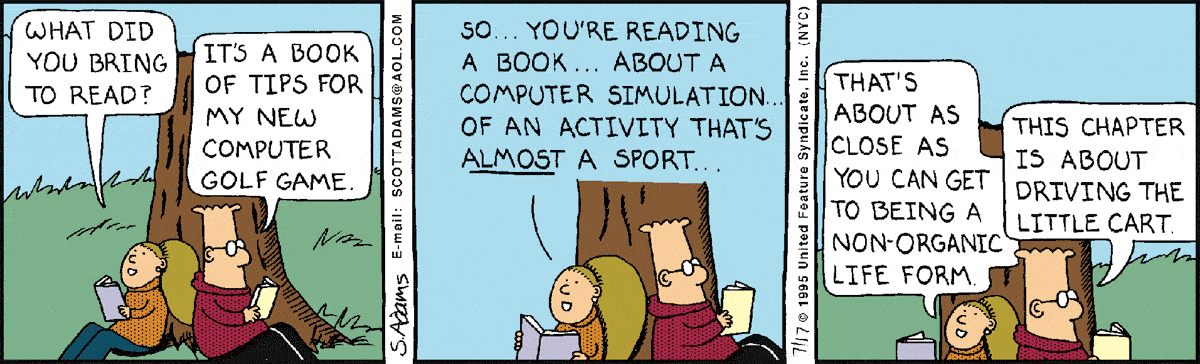 WHAT DID
YOU BRING
TO READ?
IT'S A BOOK
OF TIPS FOR
MY NEW
COMPUTER
GOLF GAME.
S.Adams E-mail: SCOTTADAMS@AOL.COM
SO... YOU'RE READING
A BOOK... ABOUT A
COMPUTER SIMULATION...
OF AN ACTIVITY THAT'S
ALMOST A SPORT...
7/17 © 1995 United Feature Syndicate, Inc. (NYC)
THAT'S
ABOUT AS
CLOSE AS
YOU CAN GET
TO BEING A
NON-ORGANIC
LIFE FORM.
THIS CHAPTER
IS ABOUT
DRIVING THE
LITTLE CART.